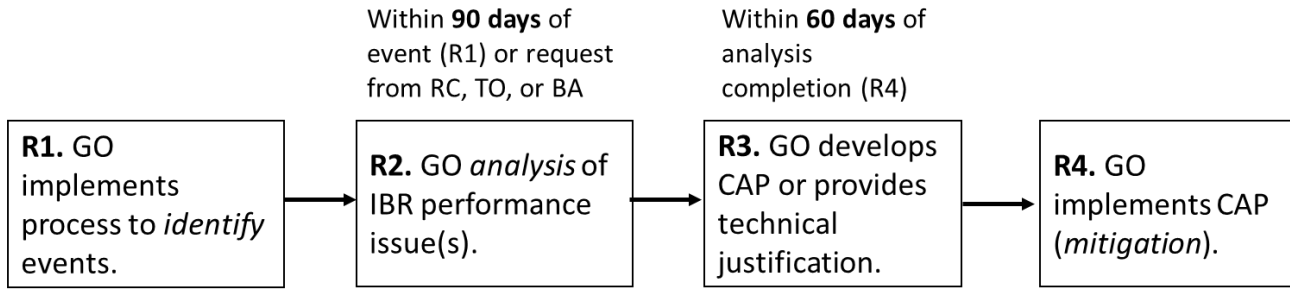 Within 90 days of
event (R1) or request
from RC, TO, or BA
Within 60 days of
analysis
completion (R4)
R1. GO
implements
process to identify
events.
R2. GO analysis of
IBR performance
issue(s).
R3. GO develops
CAP or provides
technical
justification.
R4. GO
implements CAP
(mitigation).